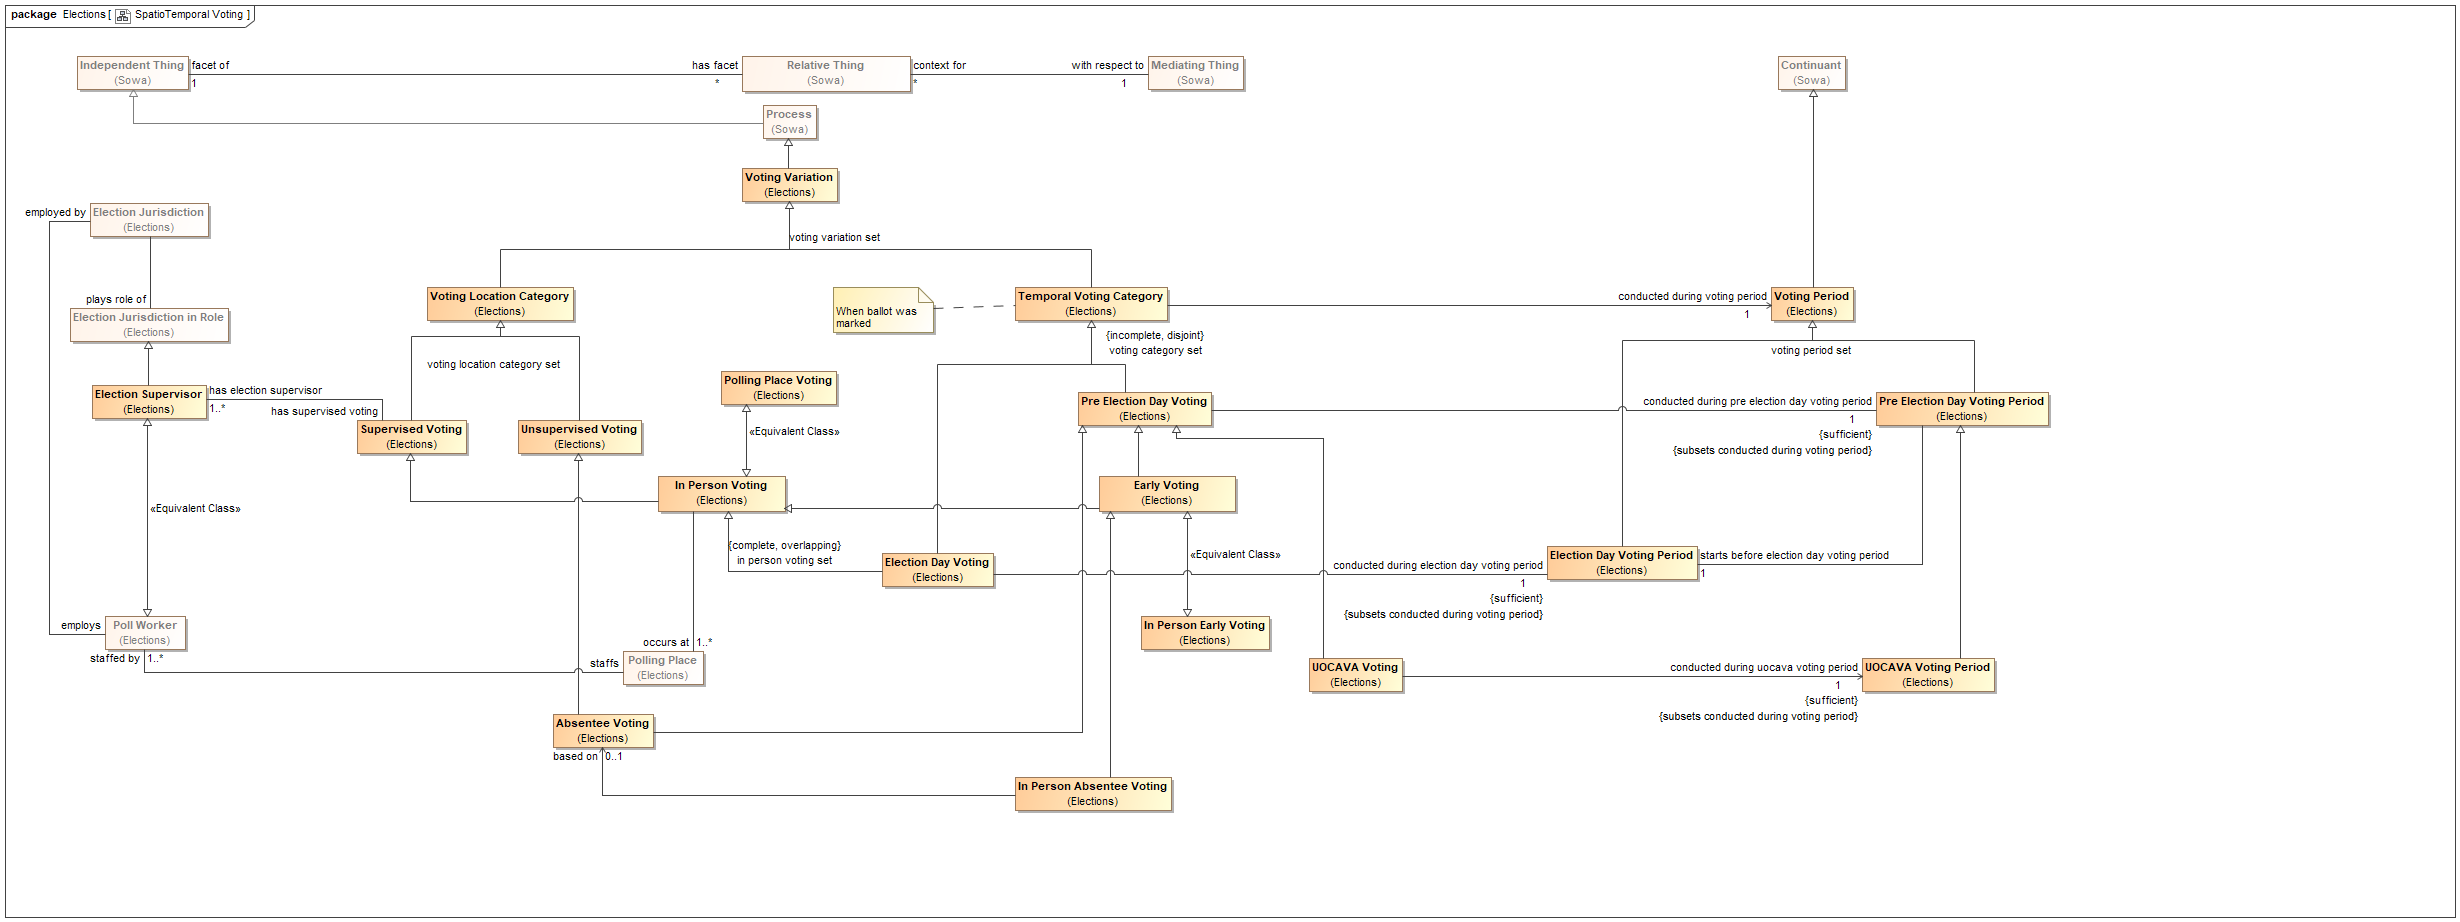 package Elections [ SpatioTemporal Voting ]
Independent Thing
(Sowa)
facet of
1
has facet
*
Relative Thing
(Sowa)
context for
*
with respect to
1
Mediating Thing
(Sowa)
Continuant
(Sowa)
Process
(Sowa)
Voting Variation
(Elections)
employed by
Election Jurisdiction
(Elections)
voting variation set
plays role of
Election Jurisdiction in Role
(Elections)
Voting Location Category
(Elections)
When ballot was
marked
Temporal Voting Category
(Elections)
conducted during voting period
1
Voting Period
(Elections)
{incomplete, disjoint}
voting category set
voting period set
voting location category set
Election Supervisor
(Elections)
has election supervisor
1..*
has supervised voting
Supervised Voting
(Elections)
Unsupervised Voting
(Elections)
Polling Place Voting
(Elections)
«Equivalent Class»
Pre Election Day Voting
(Elections)
conducted during pre election day voting period
1
{sufficient}
{subsets conducted during voting period}
Pre Election Day Voting Period
(Elections)
In Person Voting
(Elections)
Early Voting
(Elections)
«Equivalent Class»
{complete, overlapping}
in person voting set
Election Day Voting
(Elections)
«Equivalent Class»
conducted during election day voting period
1
{sufficient}
{subsets conducted during voting period}
Election Day Voting Period
(Elections)
starts before election day voting period
1
employs
Poll Worker
(Elections)
staffed by
1..*
occurs at
1..*
staffs
Polling Place
(Elections)
In Person Early Voting
(Elections)
UOCAVA Voting
(Elections)
conducted during uocava voting period
1
{sufficient}
{subsets conducted during voting period}
UOCAVA Voting Period
(Elections)
Absentee Voting
(Elections)
based on
0..1
In Person Absentee Voting
(Elections)